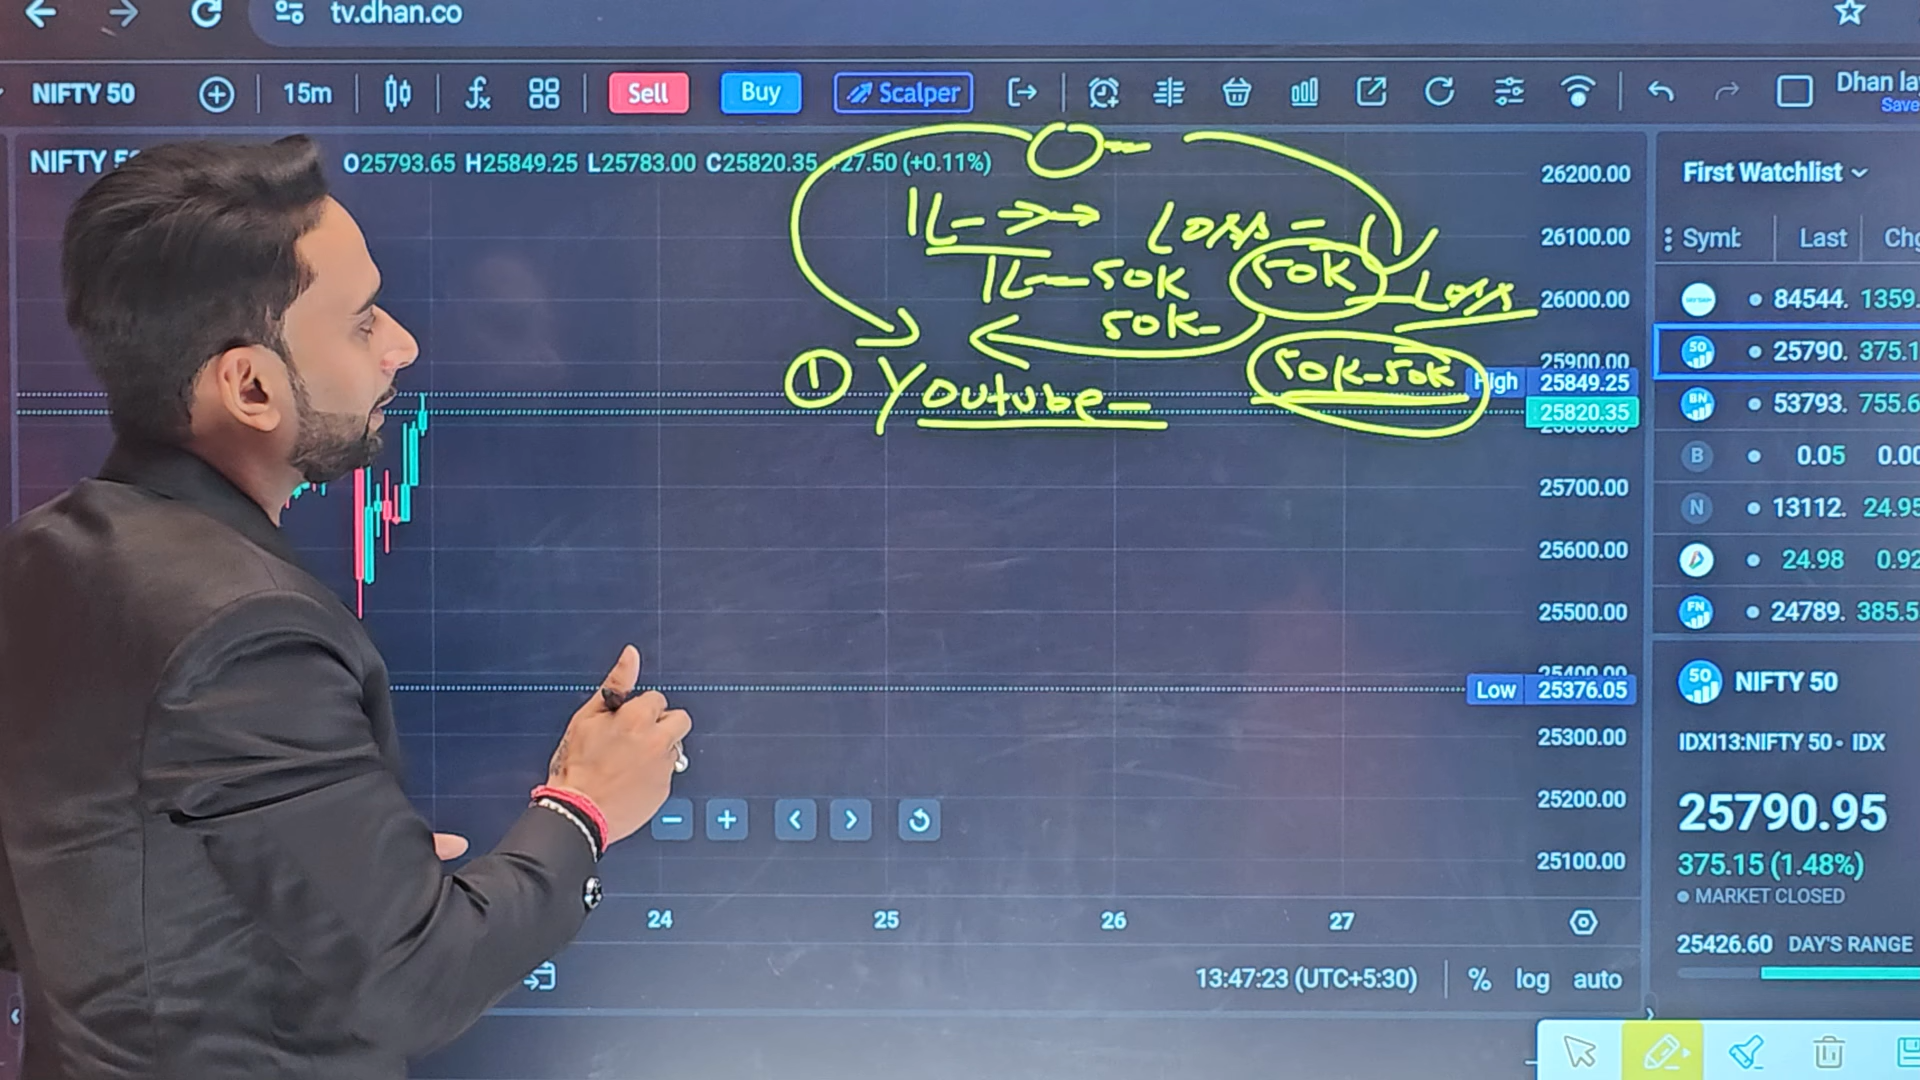 tv.dhan.co
NIFTY 50 15m Sell Buy Scalper Dhan la
Save
NIFTY O25793.65 H25849.25 L25783.00 C25820.35 +27.50 (+0.11%)
1L Loss -
1L 50K 50K Loss
50K-
① Youtube 50K-50K
26200.00
26100.00
26000.00
25900.00
High 25849.25
25820.35
25700.00
25600.00
25500.00
25400.00
Low 25376.05
25300.00
25200.00
25100.00
24 25 26 27
13:47:23 (UTC+5:30) % log auto
First Watchlist
Symb Last Chg
84544. 1359.
50 25790. 375.1
BN 53793. 755.6
B 0.05 0.00
N 13112. 24.95
24.98 0.92
FN 24789. 385.5
50 NIFTY 50
IDXI13:NIFTY 50 • IDX
25790.95
375.15 (1.48%)
MARKET CLOSED
25426.60 DAY'S RANGE